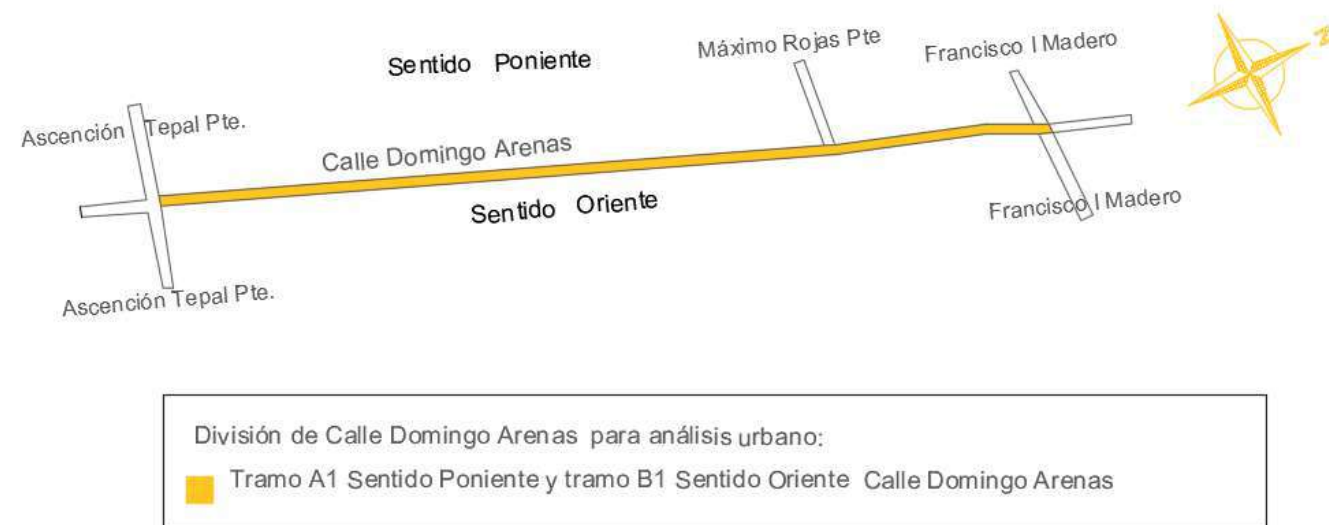 Sentido Poniente
Máximo Rojas Pte
Francisco I Madero
N
Ascención Tepal Pte.
Calle Domingo Arenas
Sentido Oriente
Francisco I Madero
Ascención Tepal Pte.
División de Calle Domingo Arenas para análisis urbano:
Tramo A1 Sentido Poniente y tramo B1 Sentido Oriente Calle Domingo Arenas